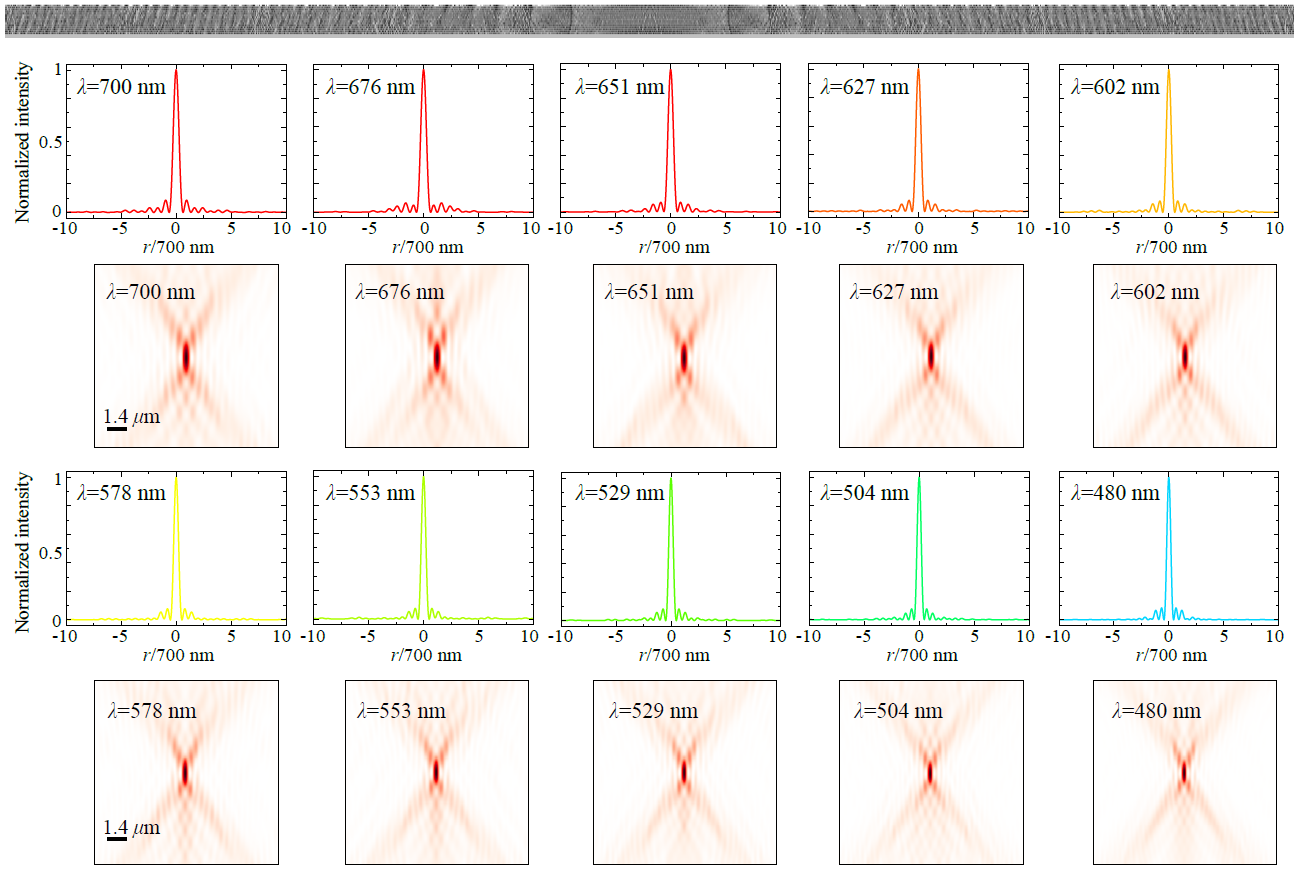 Normalized intensity
1
0.5
0
λ=700 nm
λ=676 nm
λ=651 nm
λ=627 nm
λ=602 nm
-10 -5 0 5 10
-10 -5 0 5 10
-10 -5 0 5 10
-10 -5 0 5 10
-10 -5 0 5 10
r/700 nm
r/700 nm
r/700 nm
r/700 nm
r/700 nm
λ=700 nm
λ=676 nm
λ=651 nm
λ=627 nm
λ=602 nm
1.4 μm
Normalized intensity
1
0.5
0
λ=578 nm
λ=553 nm
λ=529 nm
λ=504 nm
λ=480 nm
-10 -5 0 5 10
-10 -5 0 5 10
-10 -5 0 5 10
-10 -5 0 5 10
-10 -5 0 5 10
r/700 nm
r/700 nm
r/700 nm
r/700 nm
r/700 nm
λ=578 nm
λ=553 nm
λ=529 nm
λ=504 nm
λ=480 nm
1.4 μm